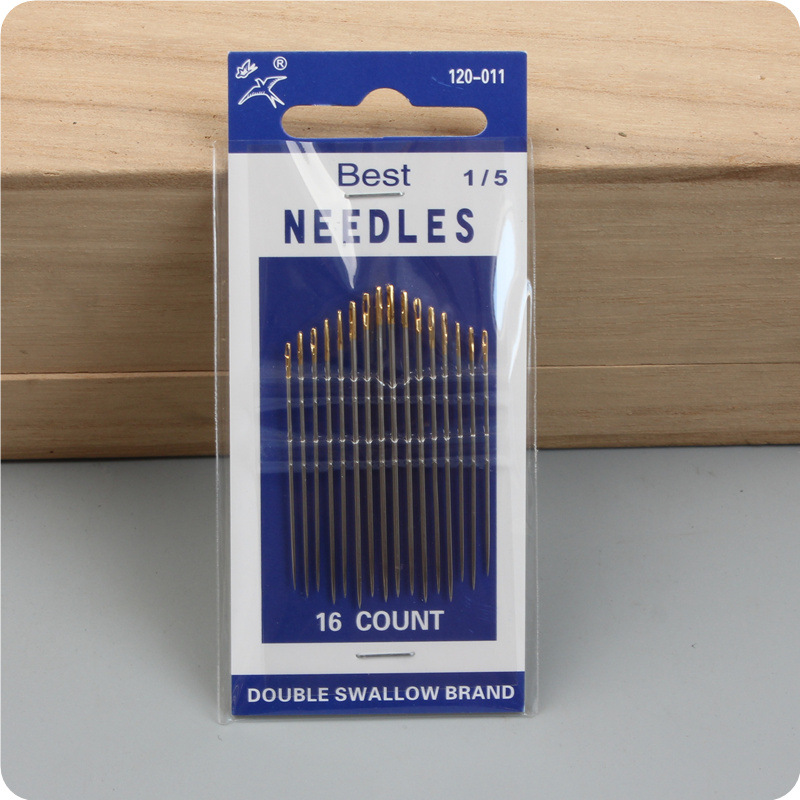 ®
120-011
Best 1/5
NEEDLES
16 COUNT
DOUBLE SWALLOW BRAND